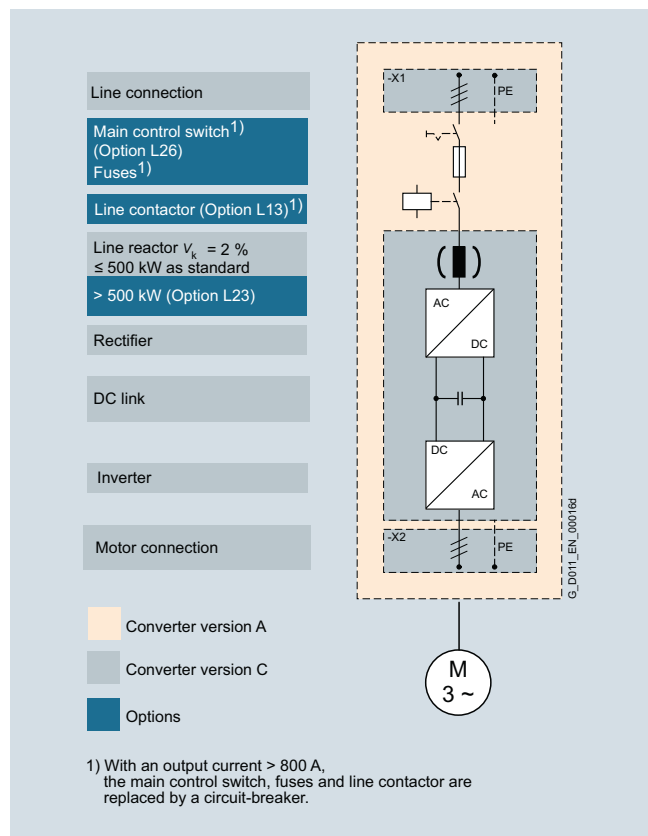 Line connection
Main control switch1)
(Option L26)
Fuses1)
Line contactor (Option L13)1)
Line reactor Vk = 2 %
≤ 500 kW as standard
> 500 kW (Option L23)
Rectifier
DC link
Inverter
Motor connection
-X1
PE
AC
DC
DC
AC
-X2
PE
M
3 ~
G_D011_EN_00016d
Converter version A
Converter version C
Options
1) With an output current > 800 A,
the main control switch, fuses and line contactor are
replaced by a circuit-breaker.